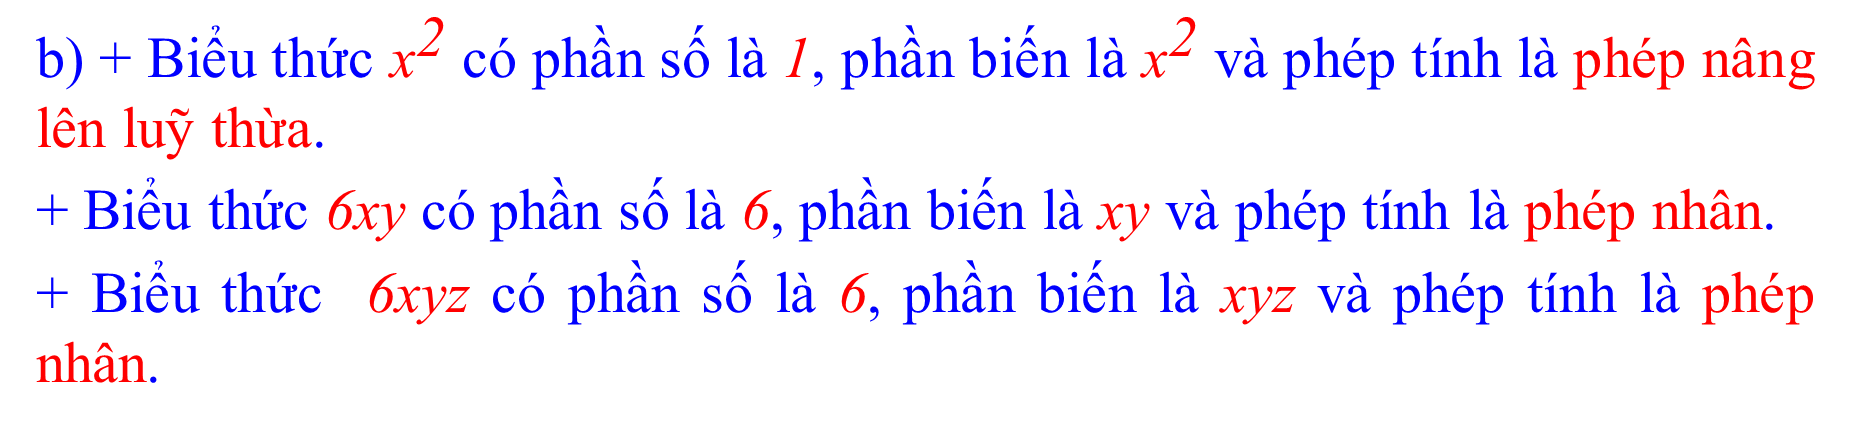 b) + Biểu thức x² có phần số là 1, phần biến là x² và phép tính là phép nâng
lên luỹ thừa.
+ Biểu thức 6xy có phần số là 6, phần biến là xy và phép tính là phép nhân.
+ Biểu thức 6xyz có phần số là 6, phần biến là xyz và phép tính là phép
nhân.